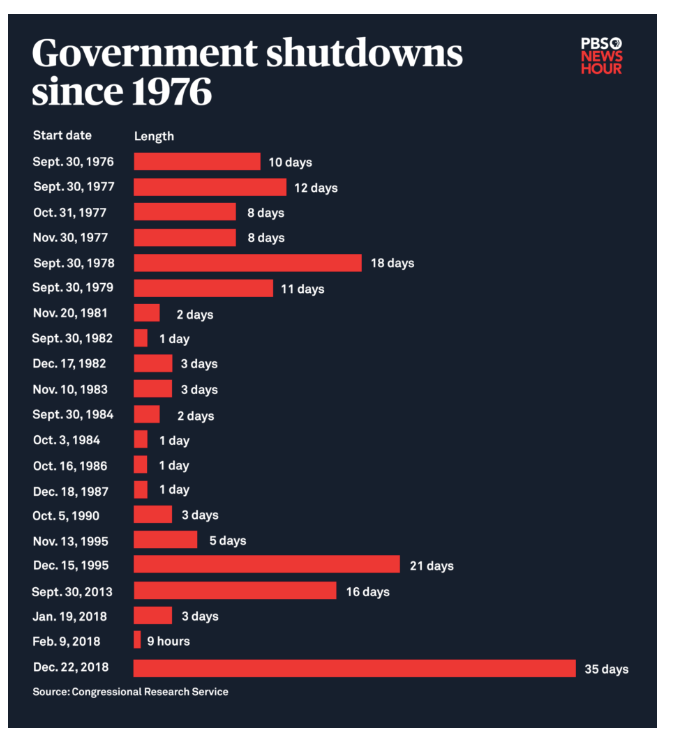 Government shutdowns
since 1976
PBS
NEWS
HOUR
Start date Length
Sept. 30, 1976 10 days
Sept. 30, 1977 12 days
Oct. 31, 1977 8 days
Nov. 30, 1977 8 days
Sept. 30, 1978 18 days
Sept. 30, 1979 11 days
Nov. 20, 1981 2 days
Sept. 30, 1982 1 day
Dec. 17, 1982 3 days
Nov. 10, 1983 3 days
Sept. 30, 1984 2 days
Oct. 3, 1984 1 day
Oct. 16, 1986 1 day
Dec. 18, 1987 1 day
Oct. 5, 1990 3 days
Nov. 13, 1995 5 days
Dec. 15, 1995 21 days
Sept. 30, 2013 16 days
Jan. 19, 2018 3 days
Feb. 9, 2018 9 hours
Dec. 22, 2018 35 days
Source: Congressional Research Service